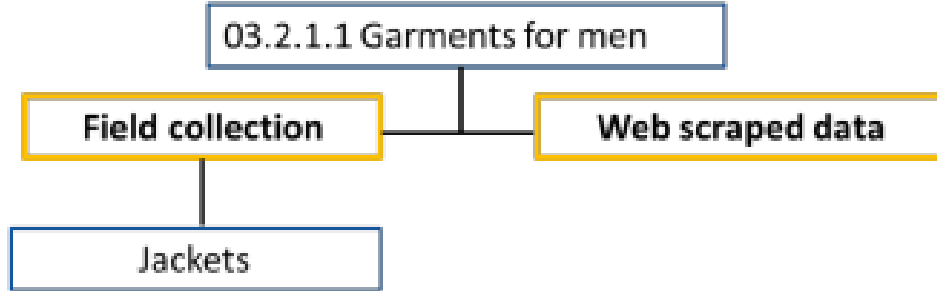 03.2.1.1 Garments for men
Field collection
Web scraped data
Jackets